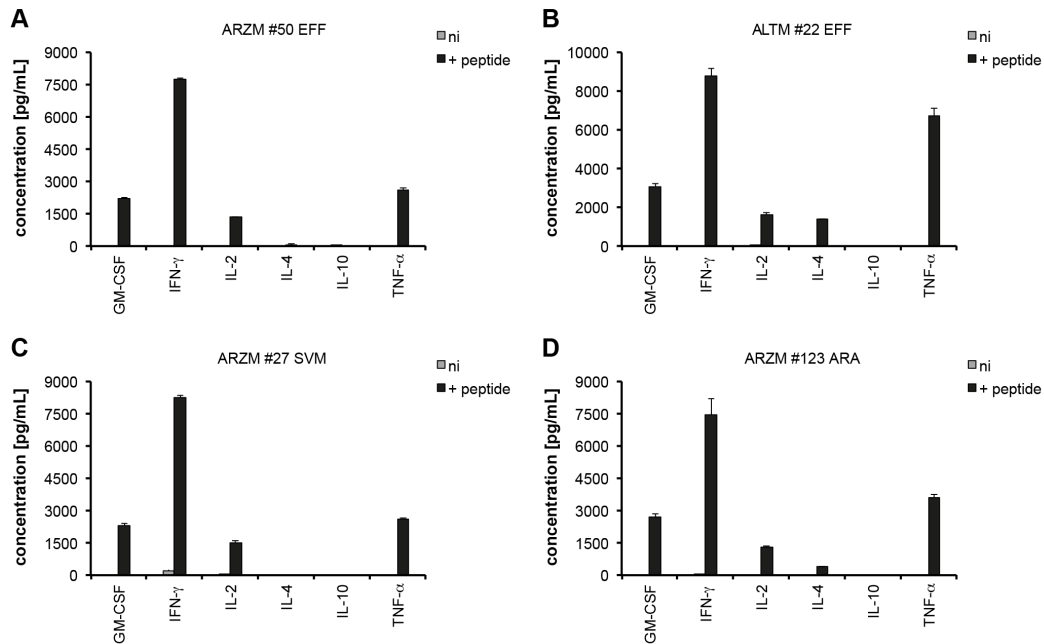 A
ARZM #50 EFF
ni
+ peptide
concentration [pg/mL]
9000
7500
6000
4500
3000
1500
0
GM-CSF
IFN-γ
IL-2
IL-4
IL-10
TNF-α
B
ALTM #22 EFF
ni
+ peptide
concentration [pg/mL]
10000
8000
6000
4000
2000
0
GM-CSF
IFN-γ
IL-2
IL-4
IL-10
TNF-α
C
ARZM #27 SVM
ni
+ peptide
concentration [pg/mL]
9000
7500
6000
4500
3000
1500
0
GM-CSF
IFN-γ
IL-2
IL-4
IL-10
TNF-α
D
ARZM #123 ARA
ni
+ peptide
concentration [pg/mL]
9000
7500
6000
4500
3000
1500
0
GM-CSF
IFN-γ
IL-2
IL-4
IL-10
TNF-α